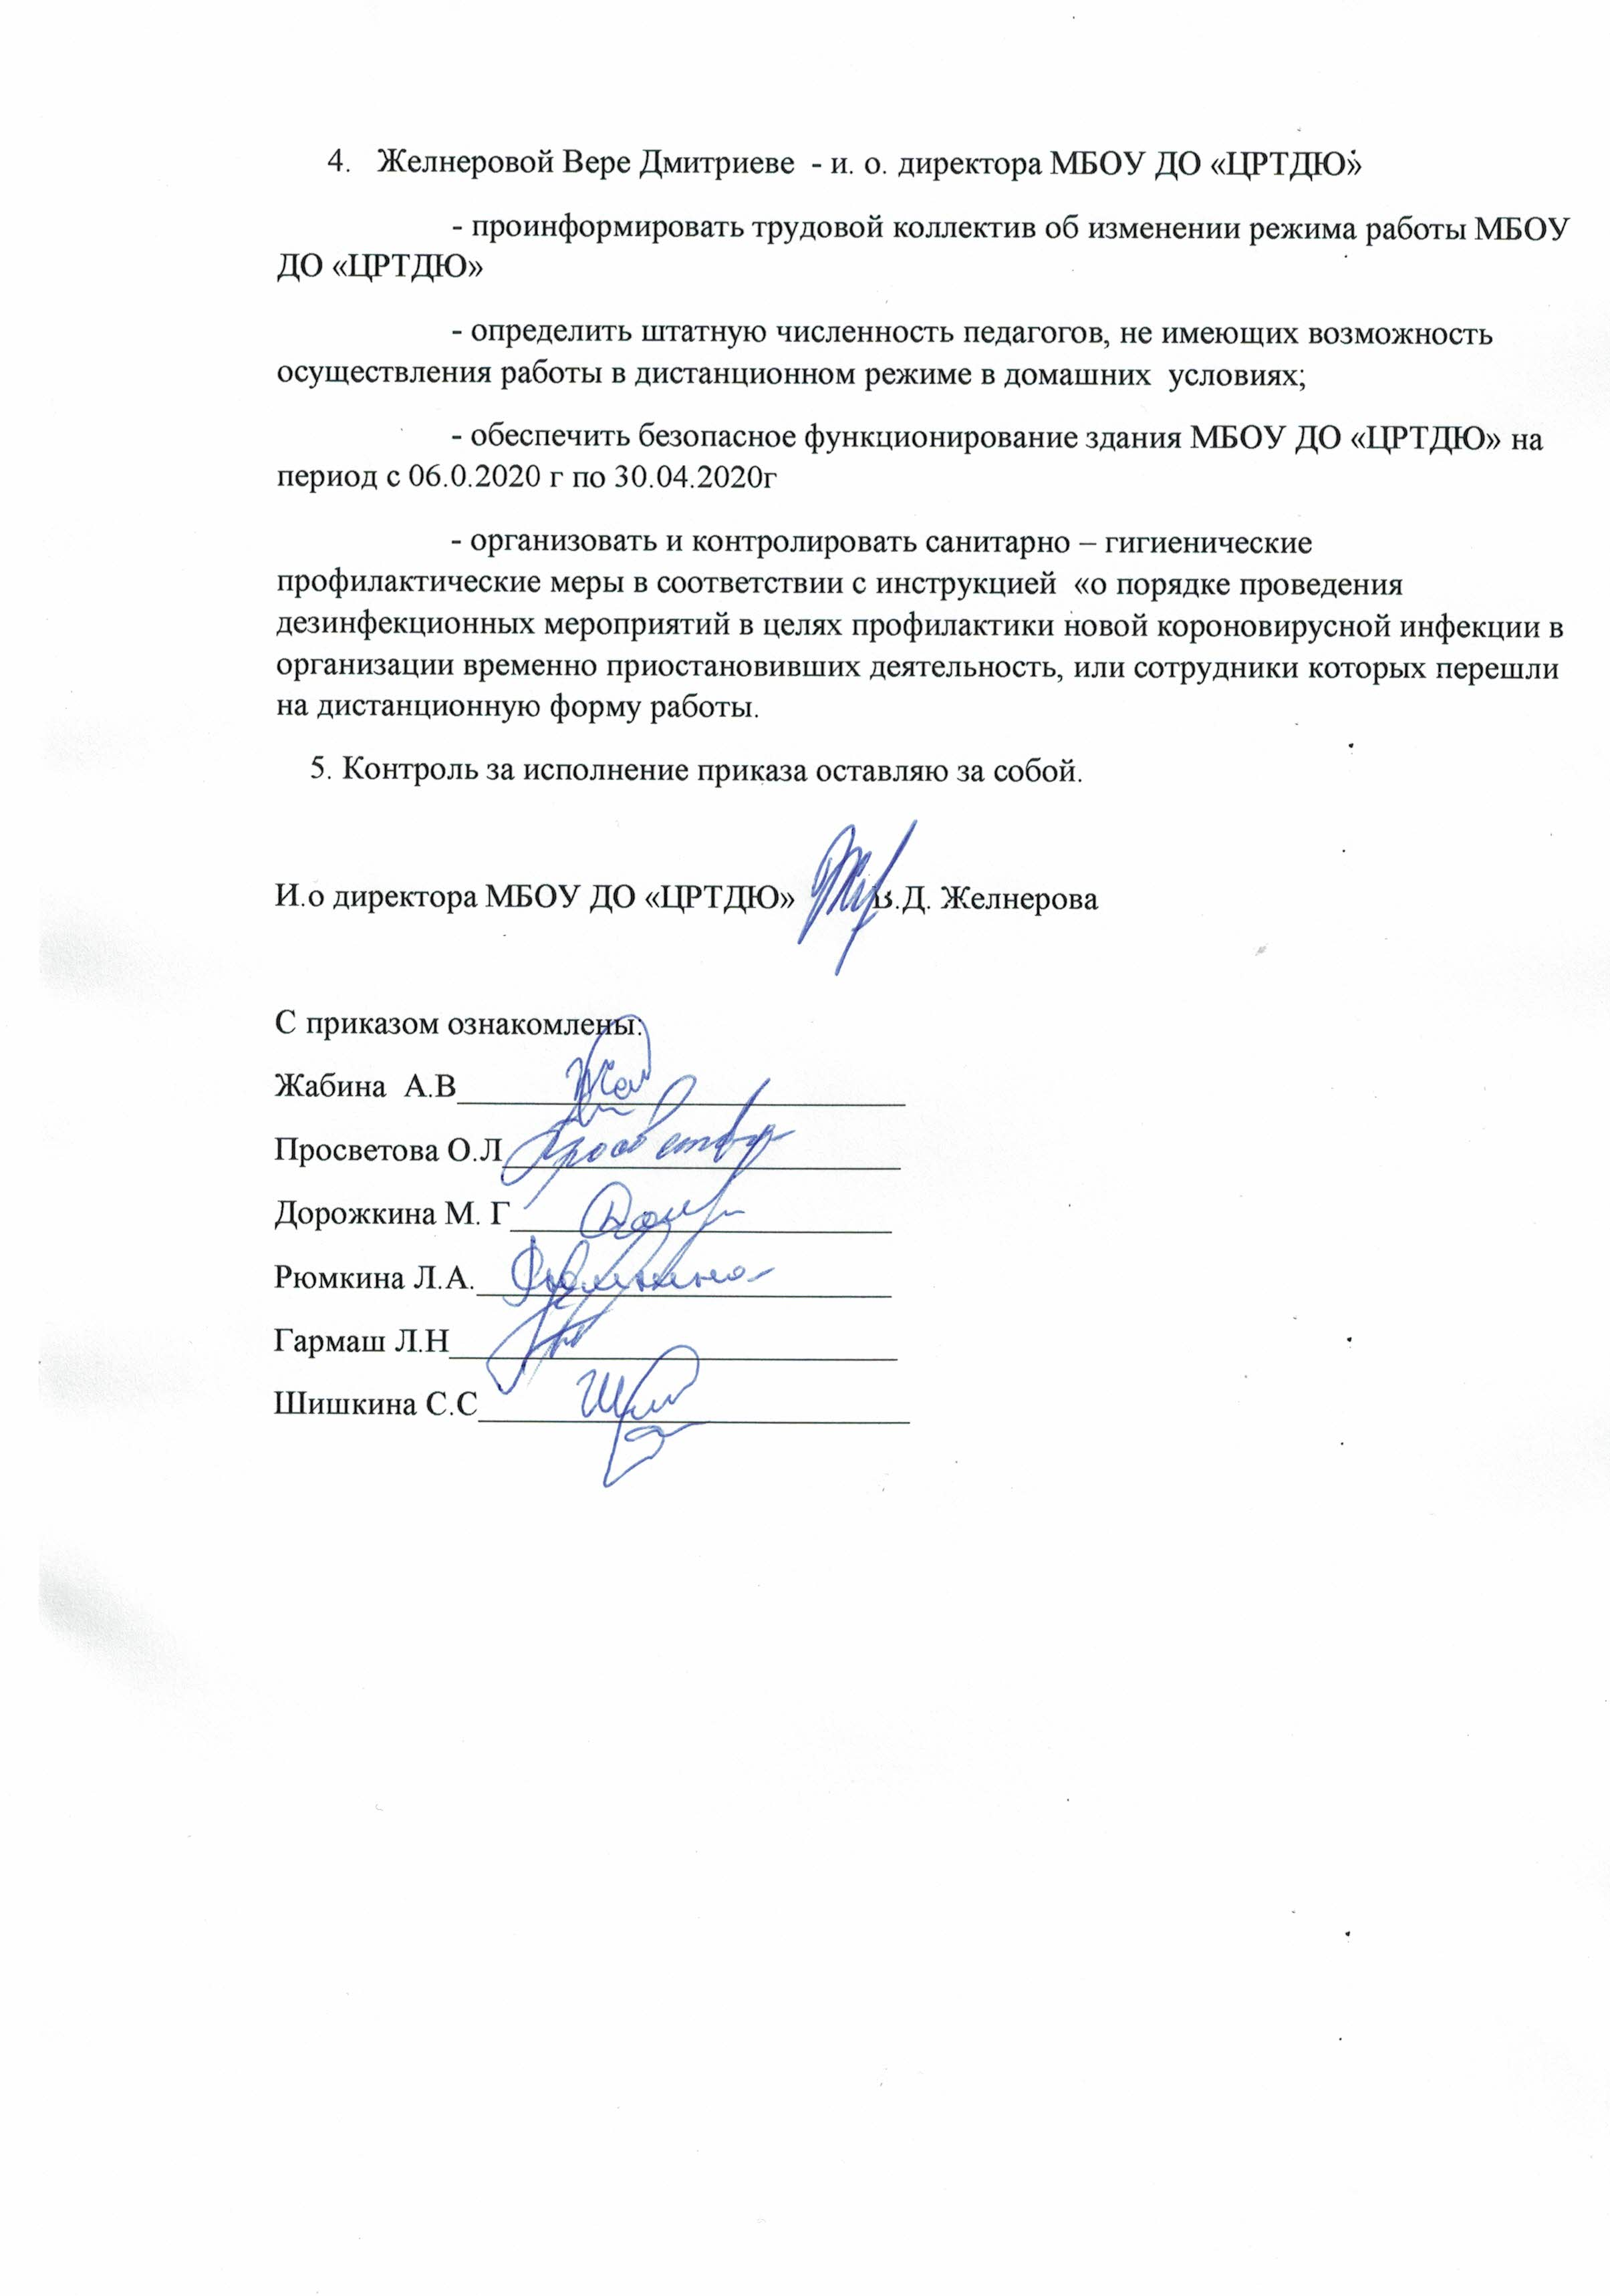 4. Желнеровой Вере Дмитриеве - и. о. директора МБОУ ДО «ЦРТДЮ»
- проинформировать трудовой коллектив об изменении режима работы МБОУ
ДО «ЦРТДЮ»
- определить штатную численность педагогов, не имеющих возможность
осуществления работы в дистанционном режиме в домашних условиях;
- обеспечить безопасное функционирование здания МБОУ ДО «ЦРТДЮ» на
период с 06.0.2020 г по 30.04.2020г
- организовать и контролировать санитарно – гигиенические
профилактические меры в соответствии с инструкцией «о порядке проведения
дезинфекционных мероприятий в целях профилактики новой короновирусной инфекции в
организации временно приостановивших деятельность, или сотрудники которых перешли
на дистанционную форму работы.
5. Контроль за исполнение приказа оставляю за собой.
И.о директора МБОУ ДО «ЦРТДЮ» В.Д. Желнерова
С приказом ознакомлены:
Жабина А.В
Просветова О.Л
Дорожкина М. Г
Рюмкина Л.А.
Гармаш Л.Н
Шишкина С.С